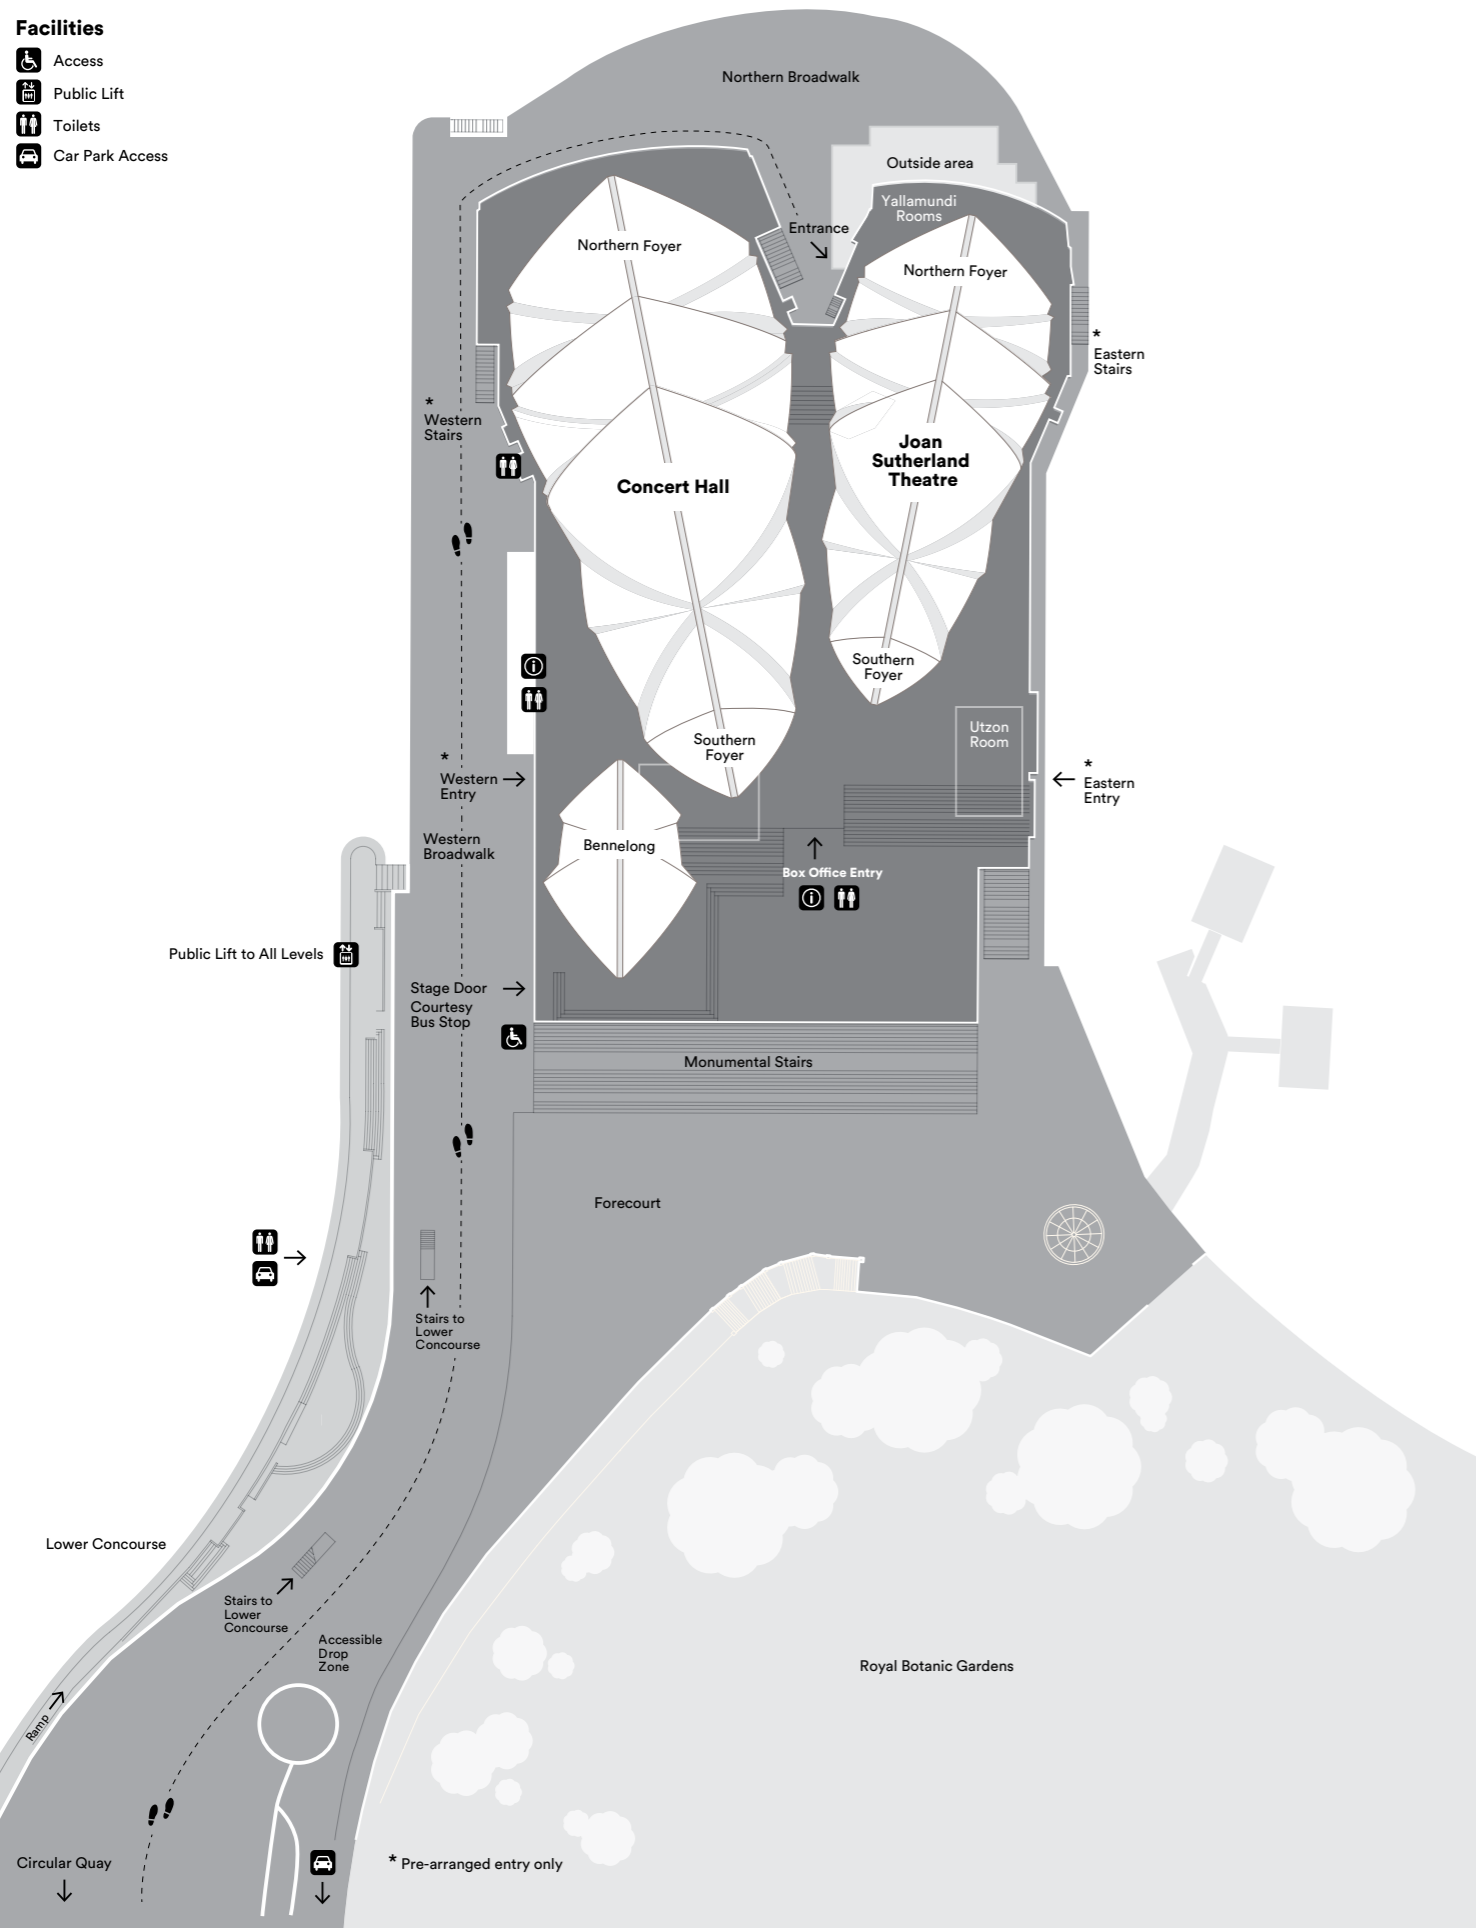 Facilities
Access
Public Lift
Toilets
Car Park Access
Northern Broadwalk
Outside area
Yallamundi
Rooms
Entrance
Northern Foyer
Northern Foyer
*
Eastern
Stairs
*
Western
Stairs
Joan
Sutherland
Theatre
Concert Hall
Southern
Foyer
Southern
Foyer
Utzon
Room
*
Western
Entry
*
Eastern
Entry
Western
Broadwalk
Bennelong
Box Office Entry
Public Lift to All Levels
Stage Door
Courtesy
Bus Stop
Monumental Stairs
Forecourt
Stairs to
Lower
Concourse
Lower Concourse
Stairs to
Lower
Concourse
Accessible
Drop
Zone
Royal Botanic Gardens
Ramp
Circular Quay
* Pre-arranged entry only